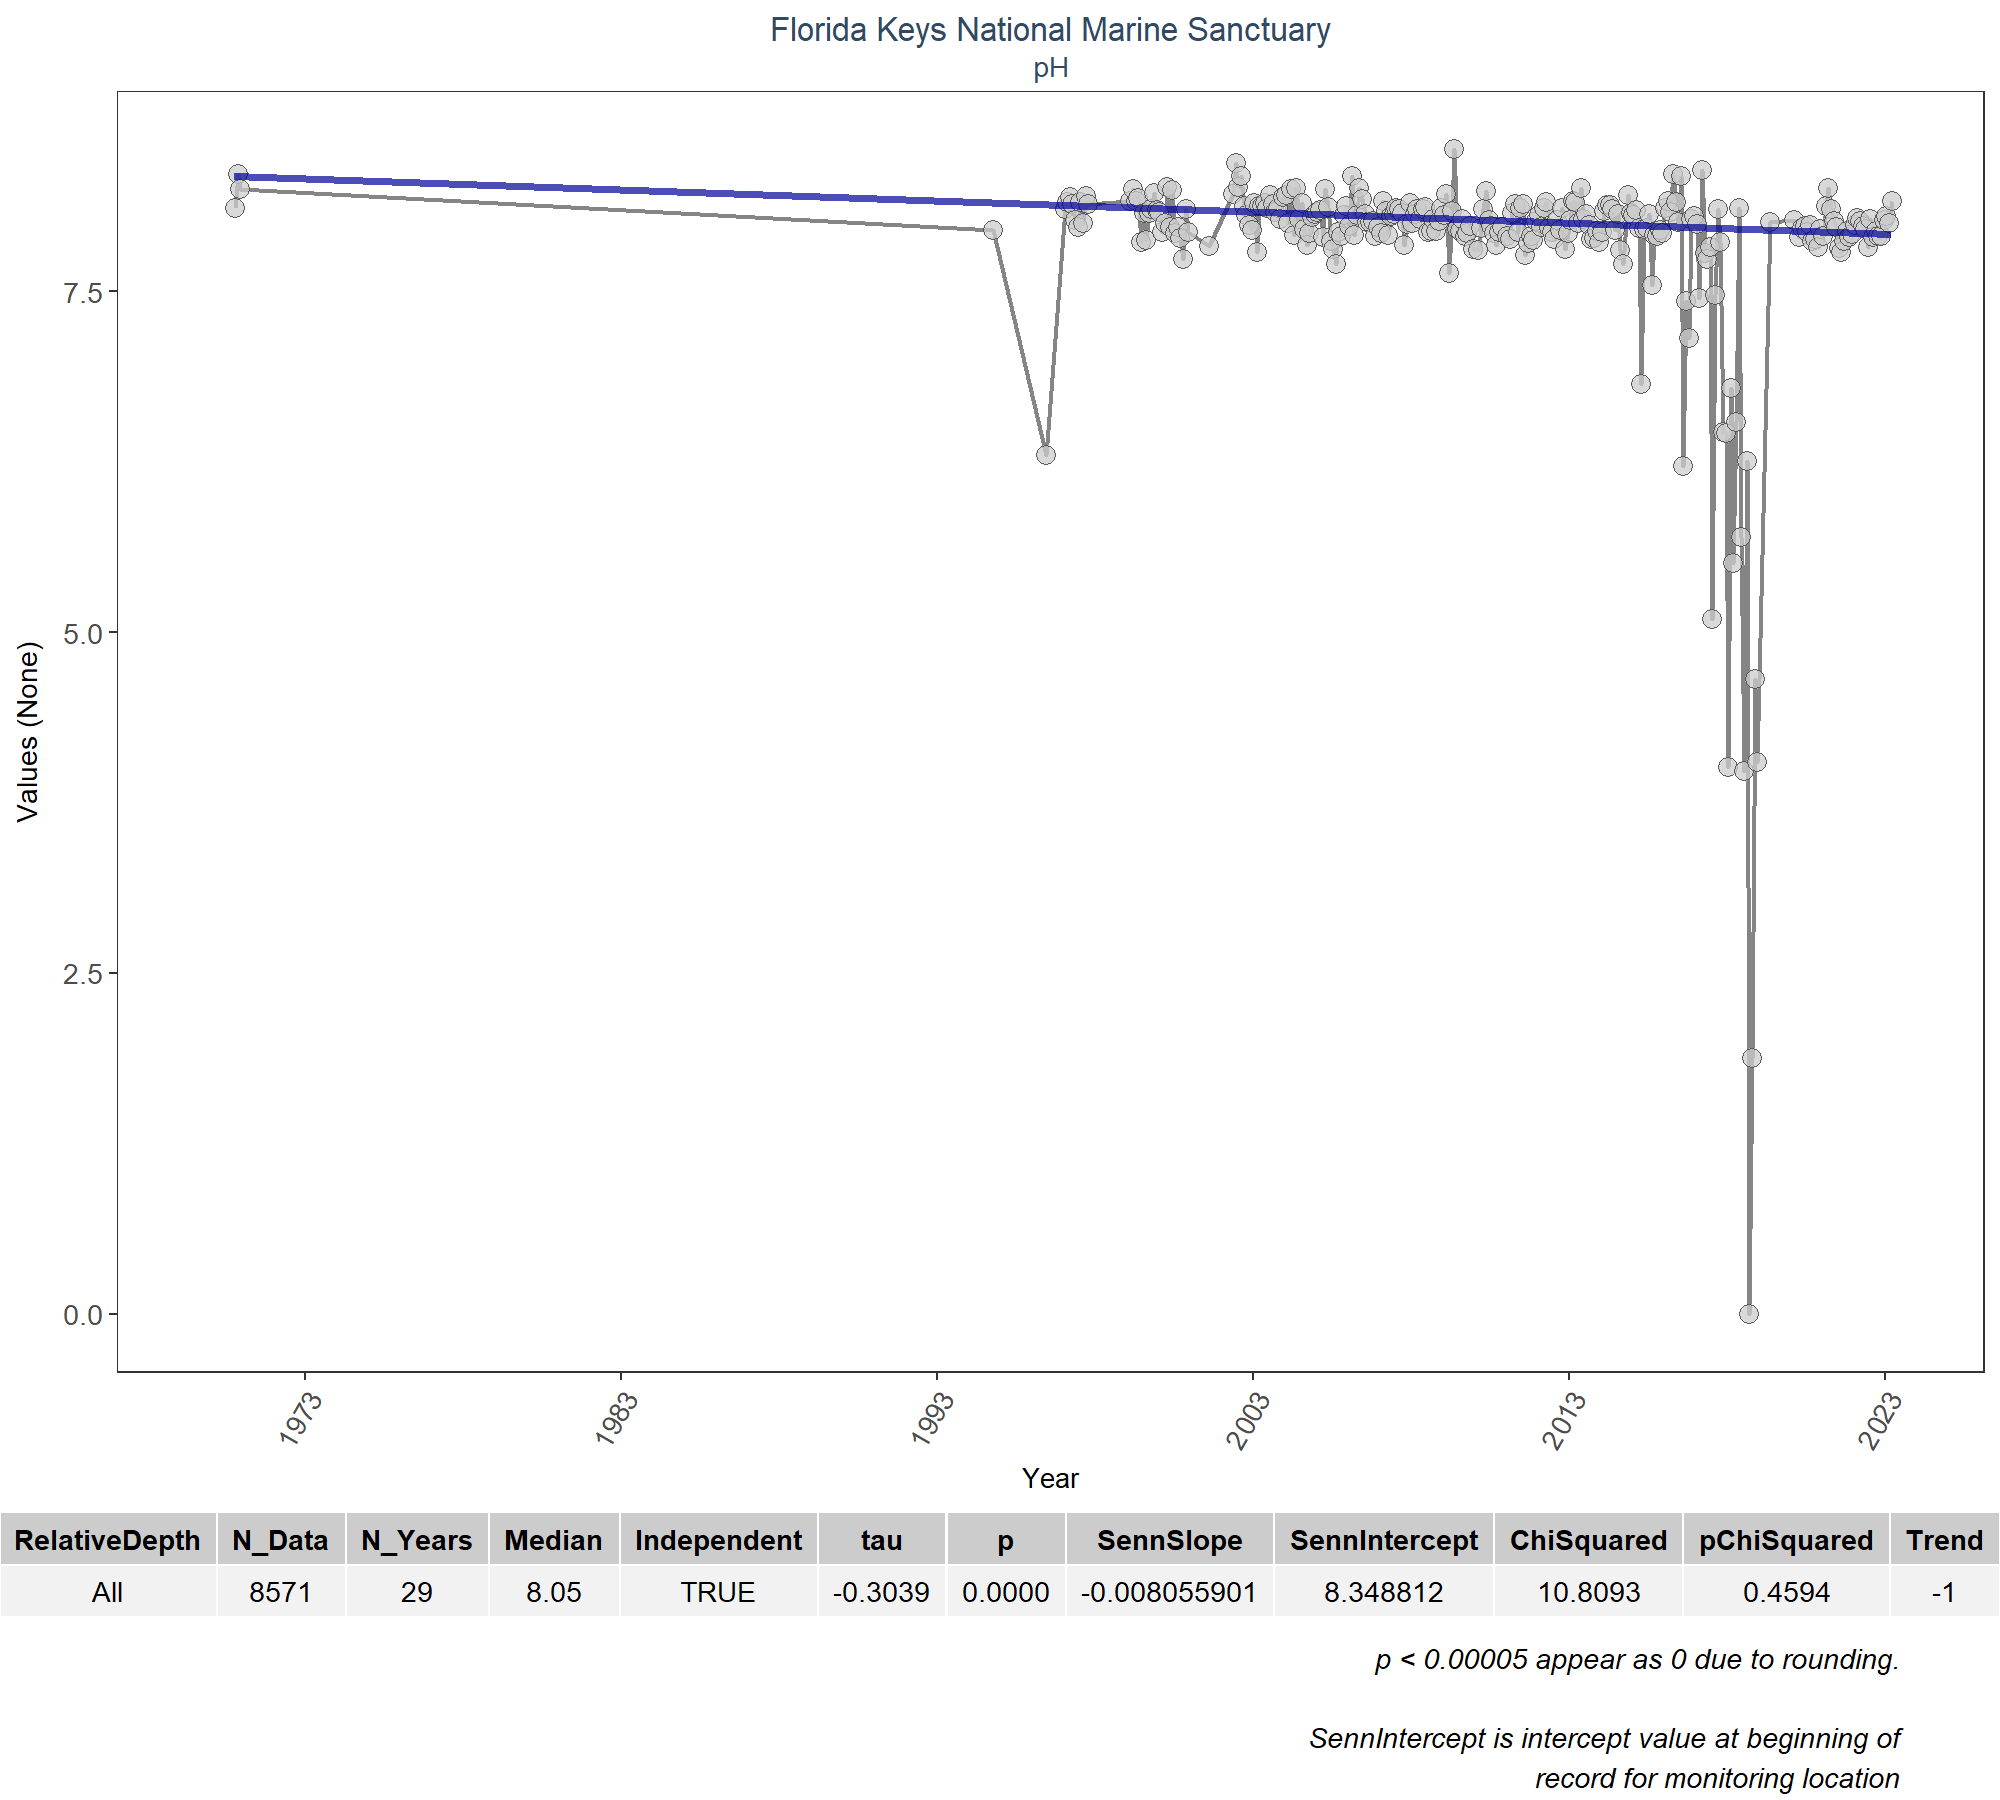 Florida Keys National Marine Sanctuary
pH
7.5
5.0
2.5
0.0
Values (None)
1973 1983 1993 2003 2013 2023
Year
RelativeDepth N_Data N_Years Median Independent tau p SennSlope SennIntercept ChiSquared pChiSquared Trend
All 8571 29 8.05 TRUE -0.3039 0.0000 -0.008055901 8.348812 10.8093 0.4594 -1
p < 0.00005 appear as 0 due to rounding.
SennIntercept is intercept value at beginning of
record for monitoring location